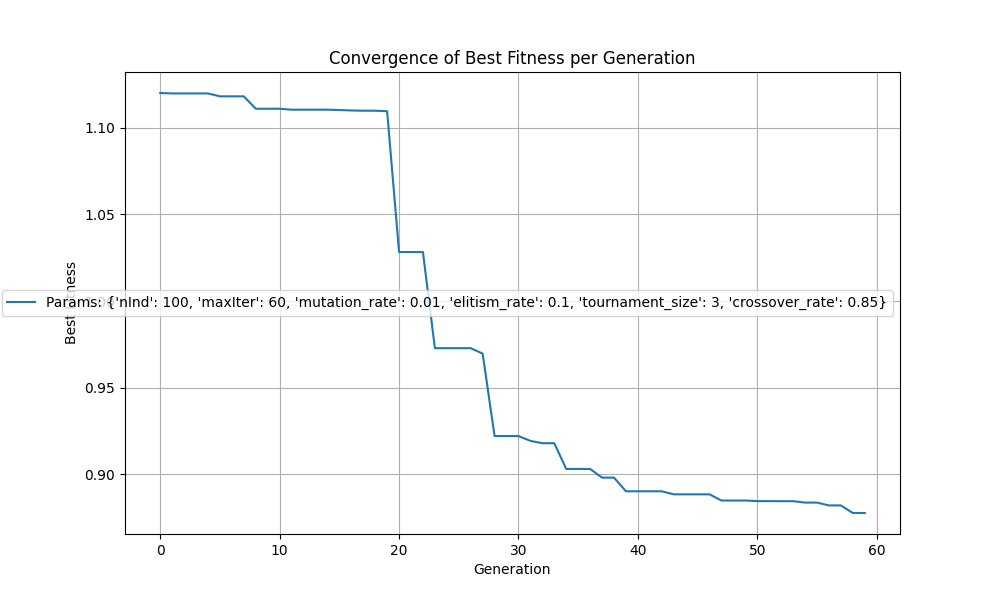 Convergence of Best Fitness per Generation
1.10
1.05
0.95
0.90
Best
Params: {'nInd': 100, 'maxIter': 60, 'mutation_rate': 0.01, 'elitism_rate': 0.1, 'tournament_size': 3, 'crossover_rate': 0.85}
0
10
20
30
40
50
60
Generation